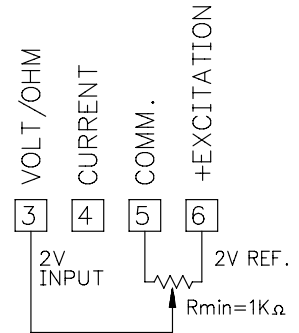 VOLT/OHM
CURRENT
COMM.
+EXCITATION
3
4
5
6
2V
INPUT
2V REF.
Rmin=1KΩ